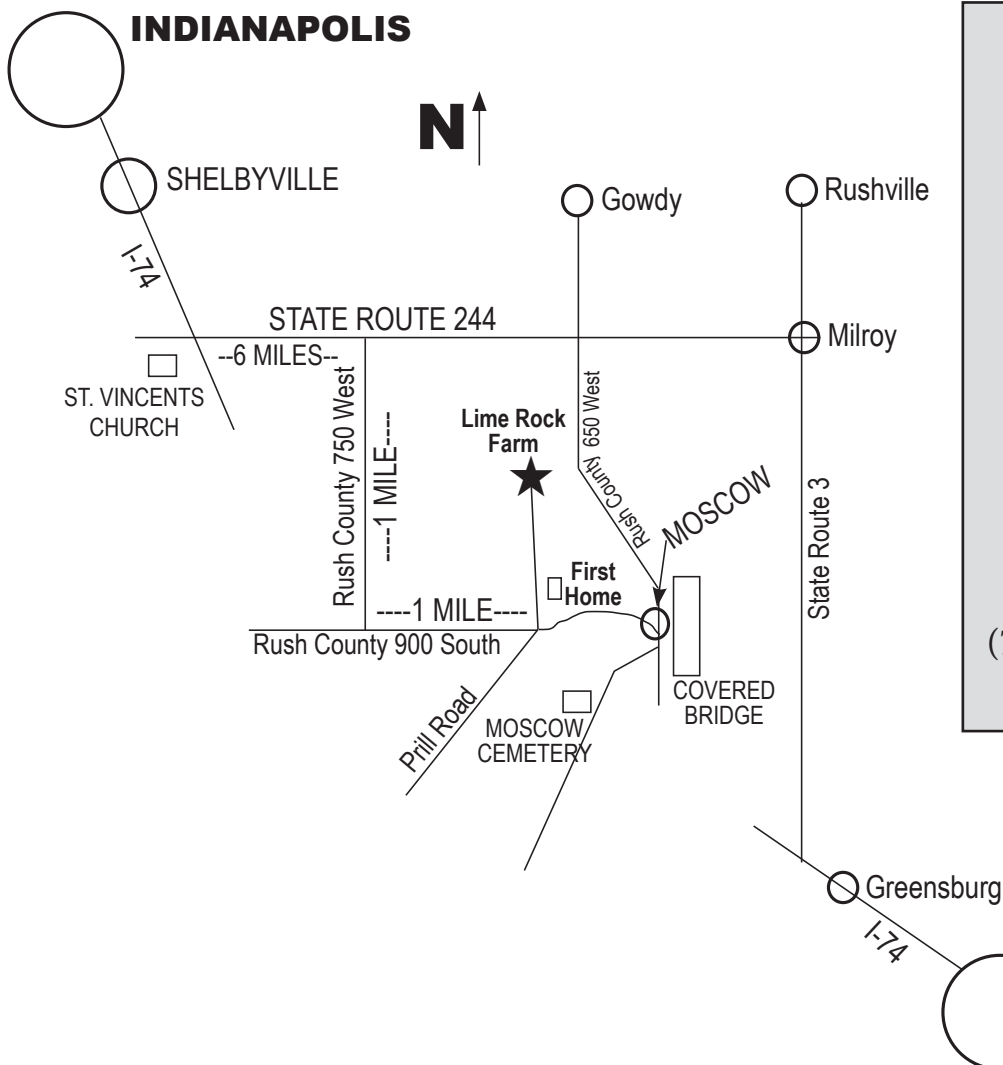 INDIANAPOLIS
N
SHELBYVILLE
Gowdy
Rushville
I-74
STATE ROUTE 244
Milroy
--6 MILES--
ST. VINCENTS
CHURCH
Rush County 750 West
----1 MILE----
Lime Rock
Farm
Rush County 650 West
MOSCOW
State Route 3
First
Home
----1 MILE----
Rush County 900 South
(
COVERED
BRIDGE
Prill Road
MOSCOW
CEMETERY
Greensburg
I-74